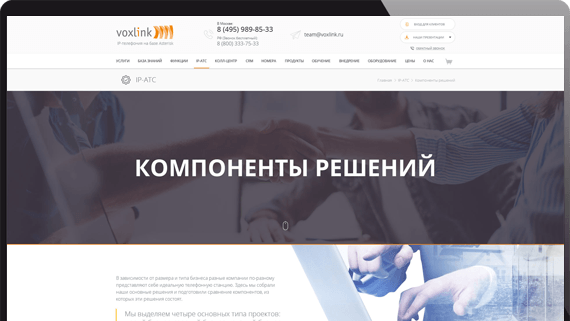 voxlink
IP-телефония на базе Asterisk
В Москве
8 (495) 989-85-33
РФ (Звонок бесплатный)
8 (800) 333-75-33
team@voxlink.ru
ВХОД ДЛЯ КЛИЕНТОВ
НАШИ ПРЕЗЕНТАЦИИ
ОБРАТНЫЙ ЗВОНОК
УСЛУГИ БАЗА ЗНАНИЙ ФУНКЦИИ IP-АТС КОЛЛ-ЦЕНТР CRM НОМЕРА ПРОДУКТЫ ОБУЧЕНИЕ ВНЕДРЕНИЕ ОБОРУДОВАНИЕ ЦЕНЫ О НАС
IP-АТС
Главная IP-АТС Компоненты решений
КОМПОНЕНТЫ РЕШЕНИЙ
В зависимости от размера и типа бизнеса разные компании по-разному
представляют себе идеальную телефонную станцию. Здесь мы собрали
наши основные решения и подготовили сравнение компонентов, из
которых эти решения состоят.
Мы выделяем четыре основных типа проектов: